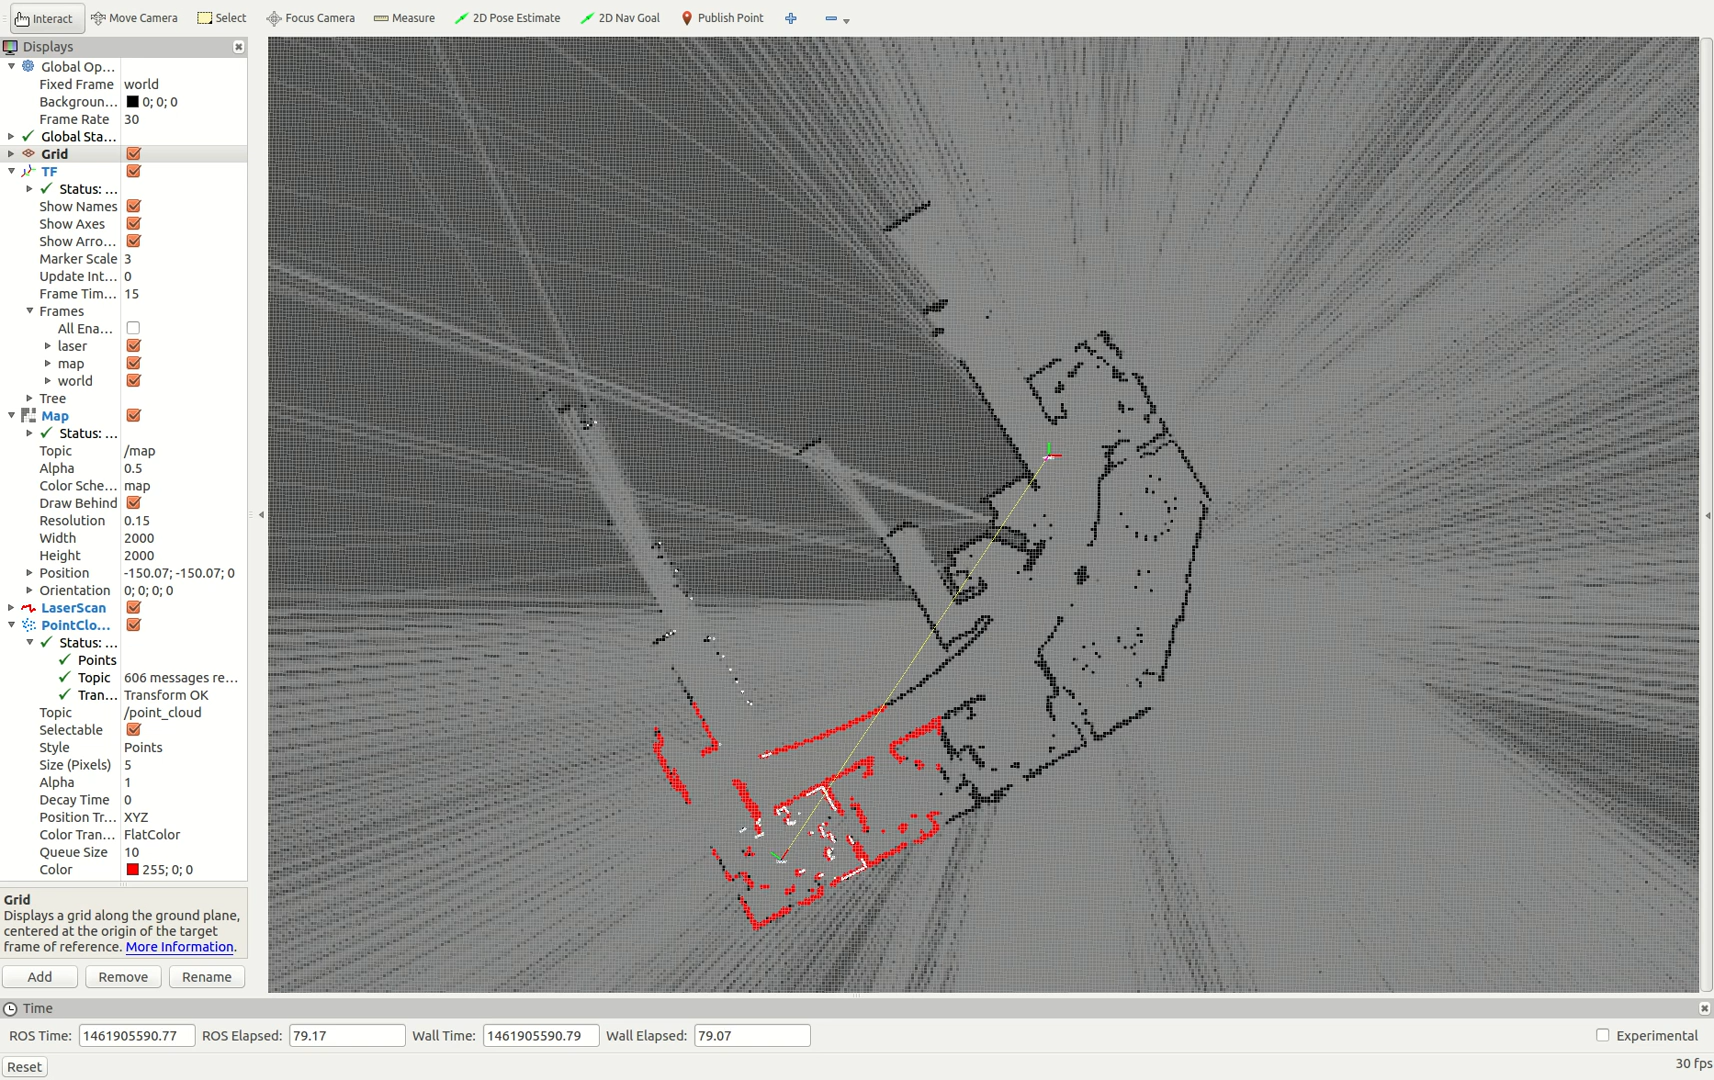 Interact Move Camera Select Focus Camera Measure 2D Pose Estimate 2D Nav Goal Publish Point
Displays
Global Op...
Fixed Frame world
Backgroun... 0; 0; 0
Frame Rate 30
Global Sta...
Grid
TF
Status: ...
Show Names
Show Axes
Show Arro...
Marker Scale 3
Update Int... 0
Frame Tim... 15
Frames
All Ena...
laser
map
world
Tree
Map
Status: ...
Topic /map
Alpha 0.5
Color Sche... map
Draw Behind
Resolution 0.15
Width 2000
Height 2000
Position -150.07; -150.07; 0
Orientation 0; 0; 0; 0
LaserScan
PointClo...
Status: ...
Points
Topic 606 messages re...
Tran... Transform OK
Topic /point_cloud
Selectable
Style Points
Size (Pixels) 5
Alpha 1
Decay Time 0
Position Tr... XYZ
Color Tran... FlatColor
Queue Size 10
Color 255; 0; 0
Grid
Displays a grid along the ground plane,
centered at the origin of the target
frame of reference. More Information.
Add Remove Rename
Time
ROS Time: 1461905590.77 ROS Elapsed: 79.17 Wall Time: 1461905590.79 Wall Elapsed: 79.07 Experimental
Reset 30 fps